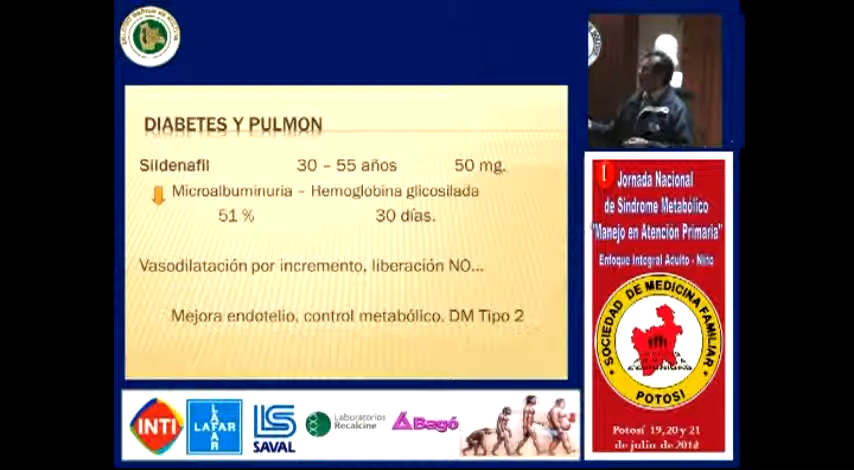 DIABETES Y PULMON
Sildenafil 30 – 55 años 50 mg.
Microalbuminuria – Hemoglobina glicosilada
51 % 30 días.
Vasodilatación por incremento, liberación NO...
Mejora endotelio, control metabólico. DM Tipo 2
I Jornada Nacional
de Síndrome Metabólico
"Manejo en Atención Primaria"
Enfoque Integral Adulto - Niño
SOCIEDAD DE MEDICINA FAMILIAR
POTOSI
Potosí 19, 20 y 21
de julio de 2012
INTI
LAFAR
LAFAR
LS
SAVAL
Laboratorios
Recalcine
Bagó